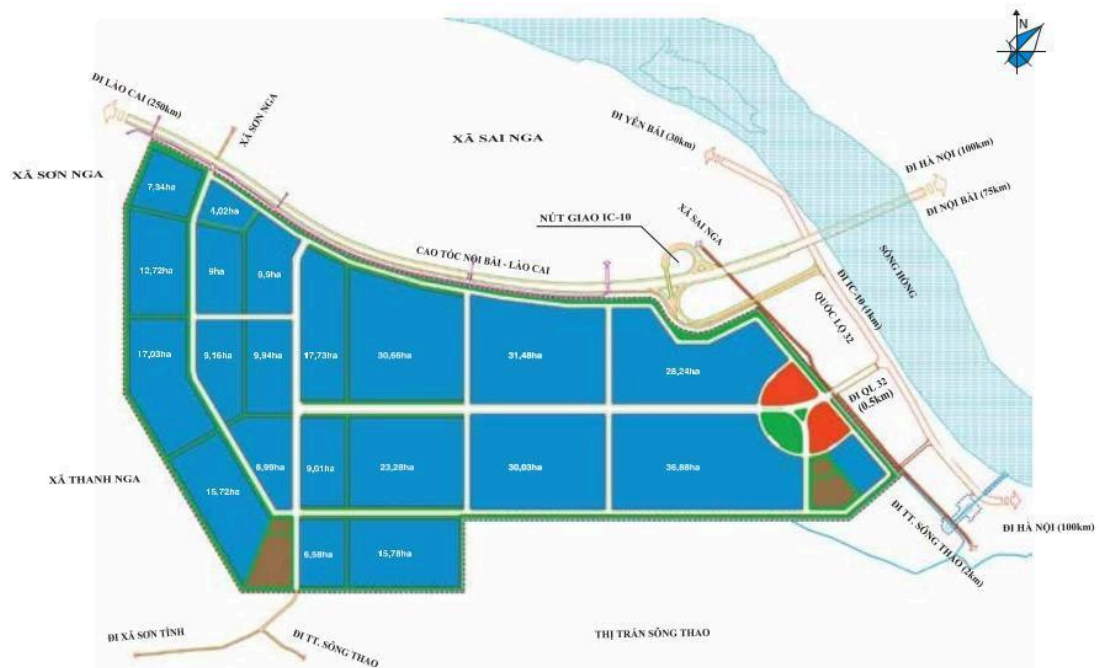 N
ĐI LÀO CAI (250km)
XÃ SƠN NGA
XÃ SAI NGA
ĐI YÊN BÁI (30km)
ĐI HÀ NỘI (100km)
ĐI NỘI BÀI (75km)
XÃ SƠN NGA
NÚT GIAO IC-10
XÃ SAI NGA
CAO TỐC NỘI BÀI - LÀO CAI
SÔNG HỒNG
ĐI IC-10 (1km)
QUỐC LỘ 32
ĐI QL 32
(0.5km)
7,34ha
4,02ha
12,72ha
9ha
9,9ha
17,03ha
9,16ha
9,94ha
17,73ha
30,66ha
31,48ha
28,24ha
8,99ha
9,01ha
23,28ha
30,03ha
36,88ha
15,72ha
6,58ha
15,78ha
XÃ THANH NGA
ĐI TT. SÔNG THAO (2km)
ĐI HÀ NỘI (100km)
ĐI XÃ SƠN TÌNH
ĐI TT. SÔNG THAO
THỊ TRẤN SÔNG THAO